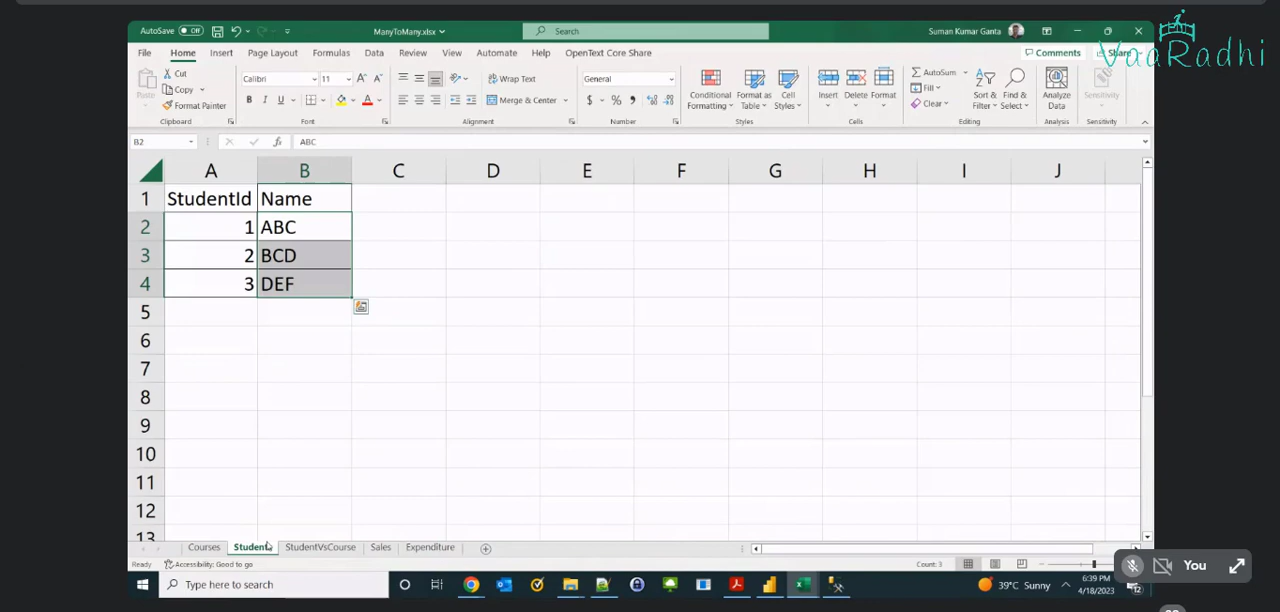 AutoSave Off
ManyToMany.xlsx
Search
Suman Kumar Ganta
VaaRadhi
File Home Insert Page Layout Formulas Data Review View Automate Help OpenText Core Share
Comments Share
Paste
Cut
Copy
Format Painter
Calibri 11
B I U
Wrap Text
Merge & Center
General
$ % ,
Conditional Formatting
Format as Table
Cell Styles
Insert Delete Format
AutoSum
Fill
Clear
Sort & Filter
Find & Select
Analyze Data
Sensitivity
Clipboard Font Alignment Number Styles Cells Editing Analysis Sensitivity
B2 fx ABC
A B C D E F G H I J
1 StudentId Name
2 1 ABC
3 2 BCD
4 3 DEF
5
6
7
8
9
10
11
12
13
Courses Students StudentVsCourse Sales Expenditure
Ready Accessibility: Good to go Count: 3
You
Type here to search
39°C Sunny
6:39 PM
4/18/2023
12